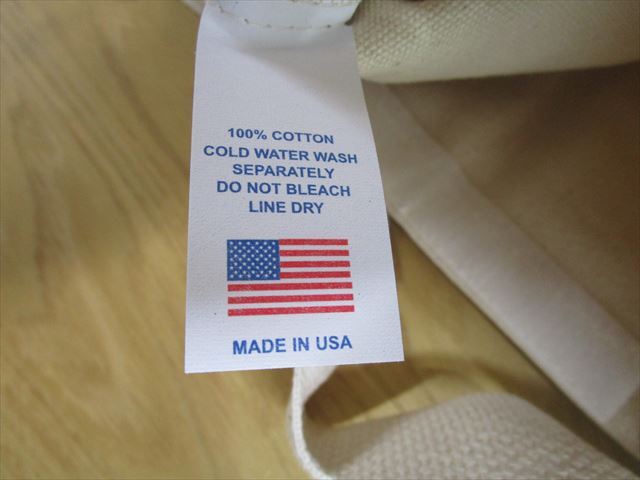 100% COTTON
COLD WATER WASH
SEPARATELY
DO NOT BLEACH
LINE DRY
MADE IN USA